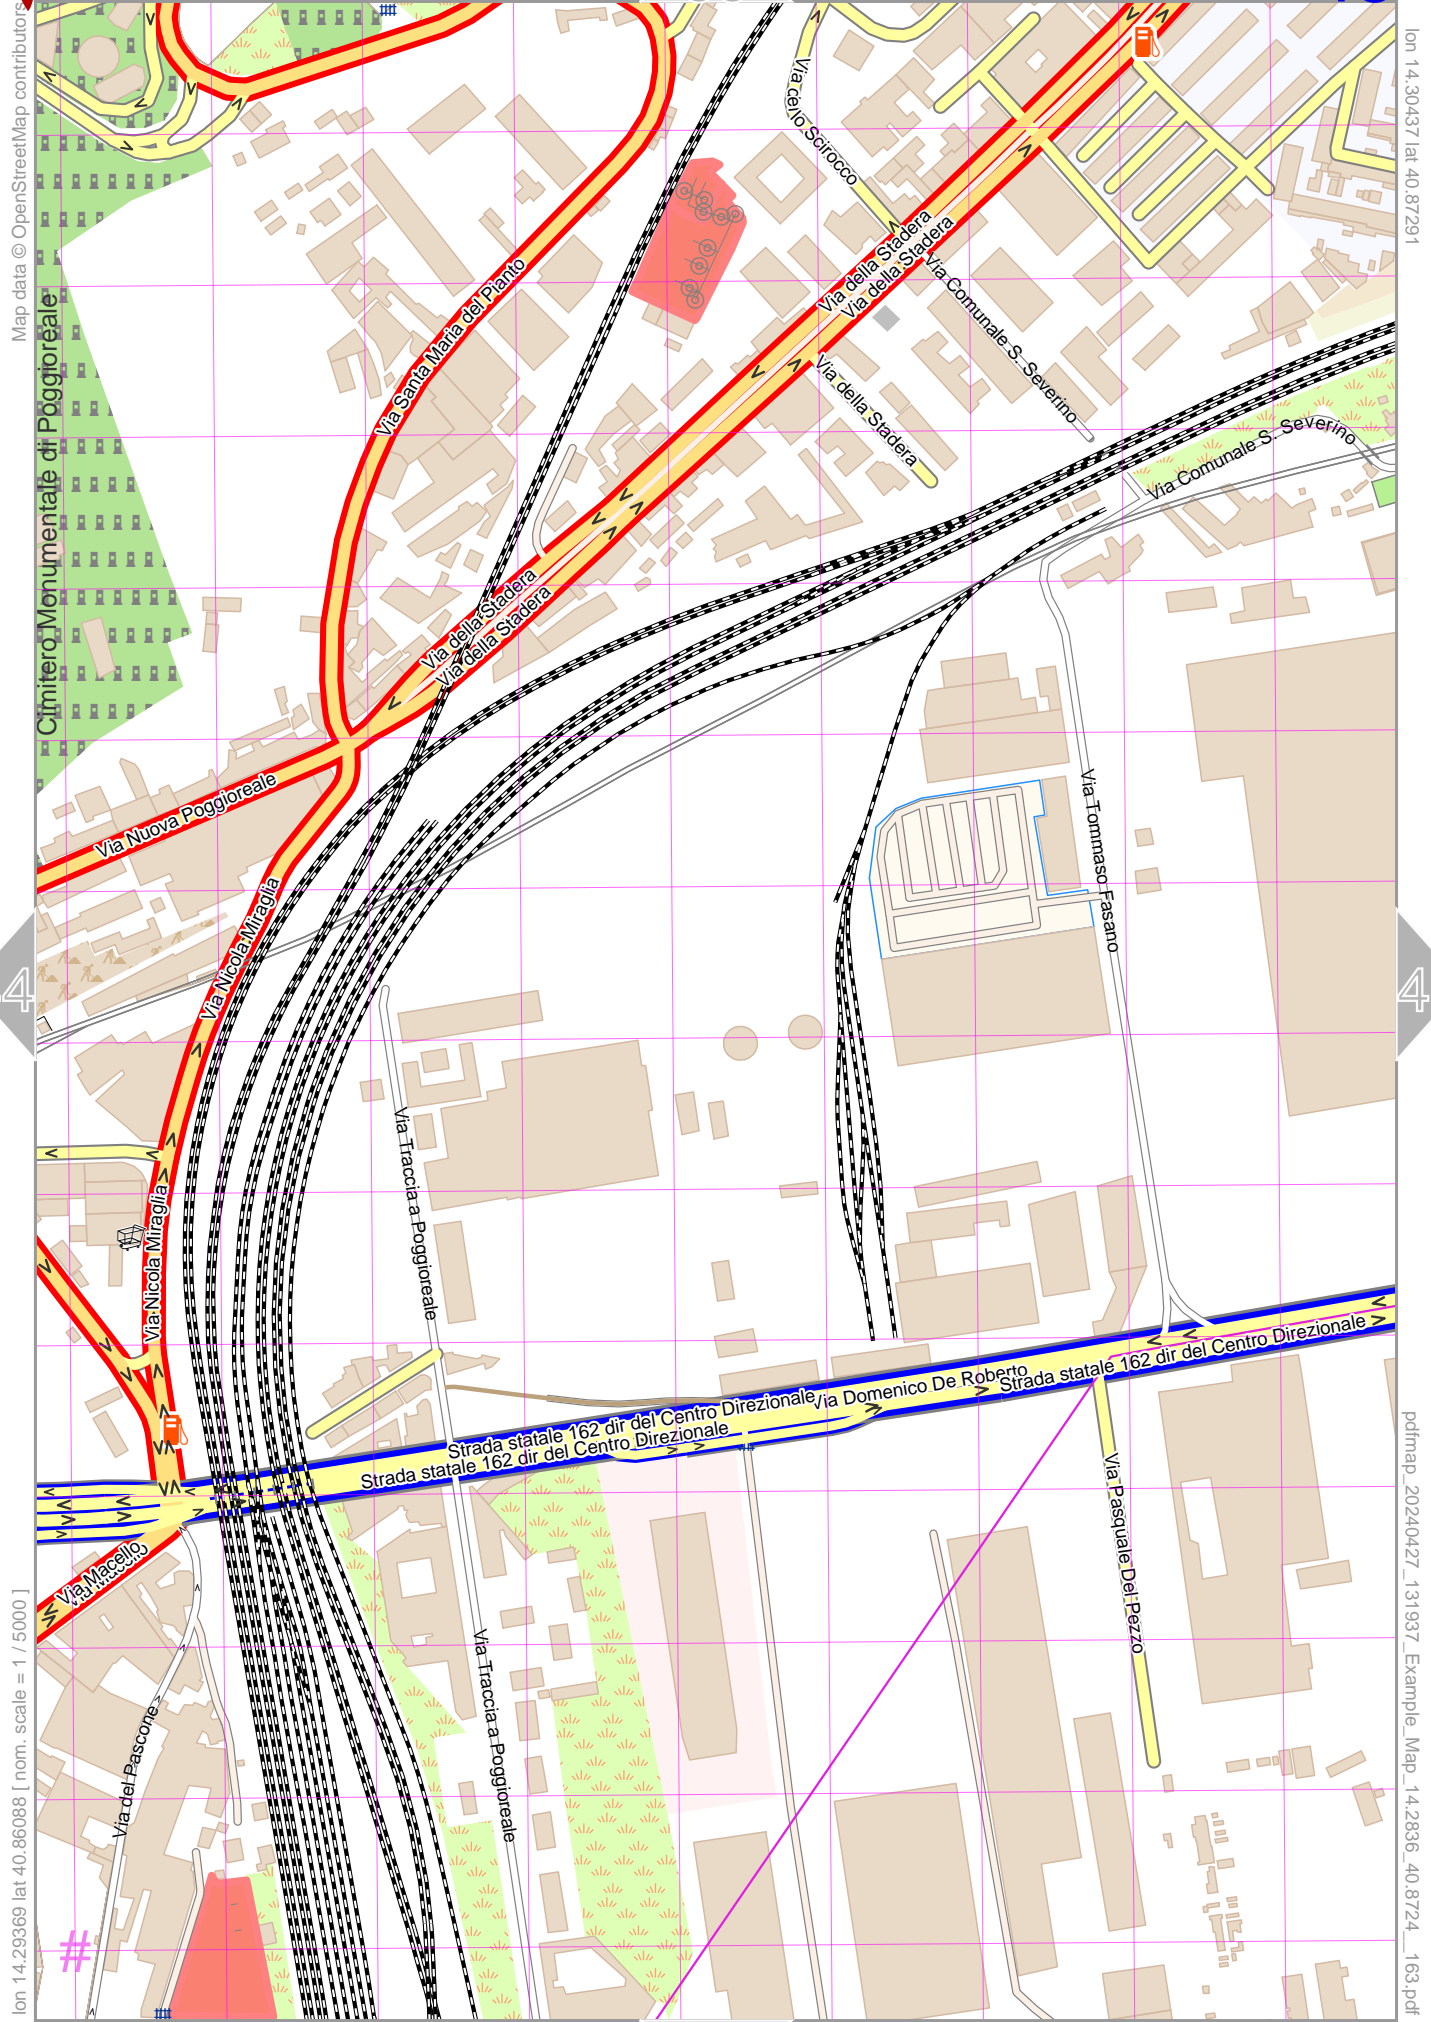 Map data © OpenStreetMap contributors
lon 14.30437 lat 40.87291
Via
Scirocco
Via della Stadera
Via della Stadera
Via Santa Maria del Pianto
Via Comunale S. Severino
Via della Stadera
Cimitero Monumentale di Poggioreale
Via Comunale S. Severino
Via della Stadera
Via della Stadera
Via Nuova Poggioreale
Via Tommaso Fasano
Via Nicola Miraglia
4
4
Via Traccia a Poggioreale
Via Nicola Miraglia
Strada statale 162 dir del Centro Direzionale
Via Domenico De Roberto
Strada statale 162 dir del Centro Direzionale
Strada statale 162 dir del Centro Direzionale
Via Pasquale Del Pezzo
Via Macello
Via Macello
Via Traccia a Poggioreale
Via del Pascone
#
lon 14.29369 lat 40.86088 [ nom. scale = 1 / 5000 ]
pdfmap_20240427_131937_Example_Map_14.2836_40.8724__163.pdf